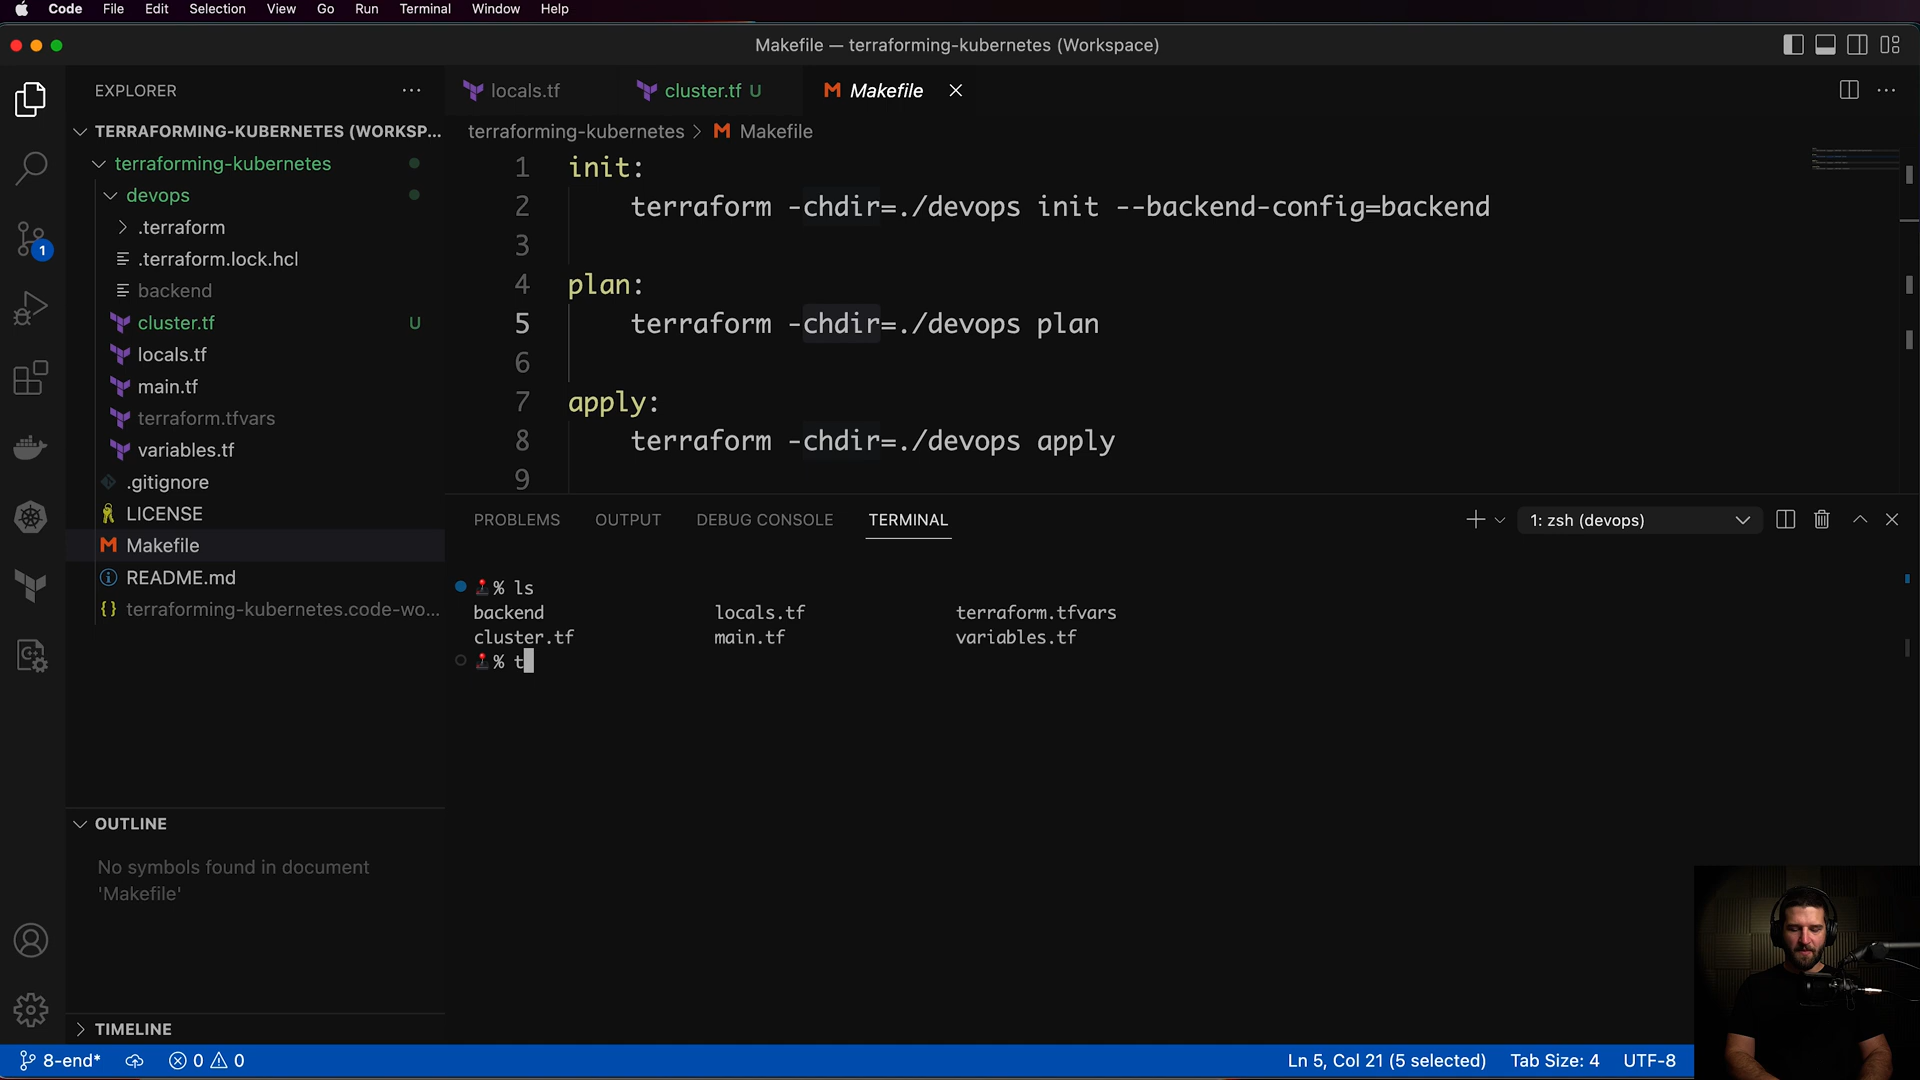 Code File Edit Selection View Go Run Terminal Window Help
Makefile — terraforming-kubernetes (Workspace)
EXPLORER
TERRAFORMING-KUBERNETES (WORKSP...
terraforming-kubernetes
devops
.terraform
.terraform.lock.hcl
backend
cluster.tf U
locals.tf
main.tf
terraform.tfvars
variables.tf
.gitignore
LICENSE
Makefile
README.md
terraforming-kubernetes.code-wo...
OUTLINE
No symbols found in document
'Makefile'
TIMELINE
1
locals.tf cluster.tf U Makefile
terraforming-kubernetes > Makefile
1 init:
2 terraform -chdir=./devops init --backend-config=backend
3
4 plan:
5 terraform -chdir=./devops plan
6
7 apply:
8 terraform -chdir=./devops apply
9
PROBLEMS OUTPUT DEBUG CONSOLE TERMINAL 1: zsh (devops)
% ls
backend locals.tf terraform.tfvars
cluster.tf main.tf variables.tf
% t
8-end* 0 0 Ln 5, Col 21 (5 selected) Tab Size: 4 UTF-8